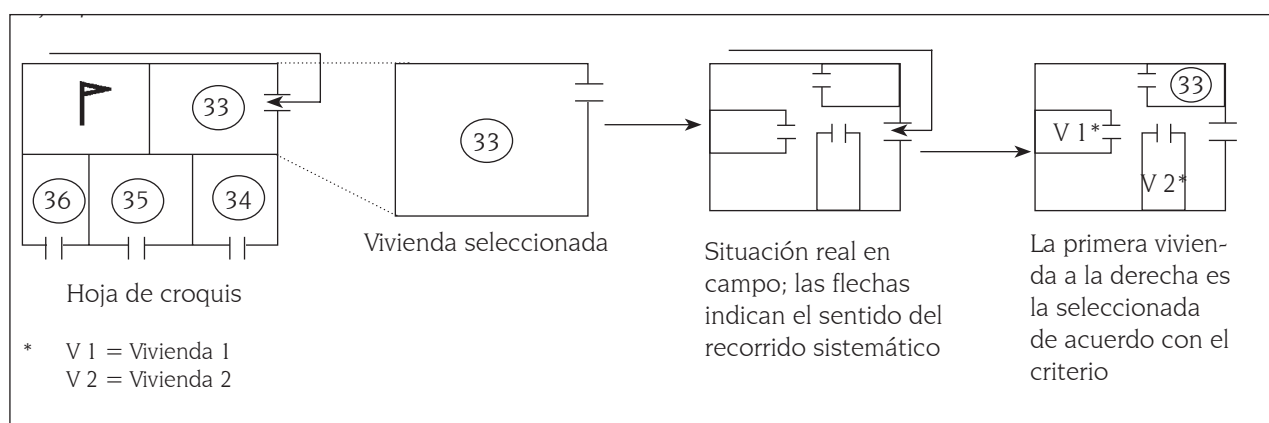 33
36
35
34
Hoja de croquis
* V 1 = Vivienda 1
V 2 = Vivienda 2
33
Vivienda seleccionada
Situación real en
campo; las flechas
indican el sentido del
recorrido sistemático
33
V 1*
V 2*
La primera vivien-
da a la derecha es
la seleccionada
de acuerdo con el
criterio